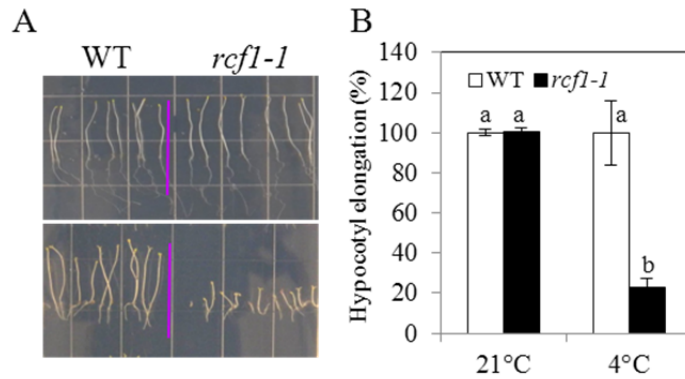 A
WT rcf1-1
B
Hypocotyl elongation (%)
140
120
100
80
60
40
20
0
WT rcf1-1
a a a b
21°C 4°C